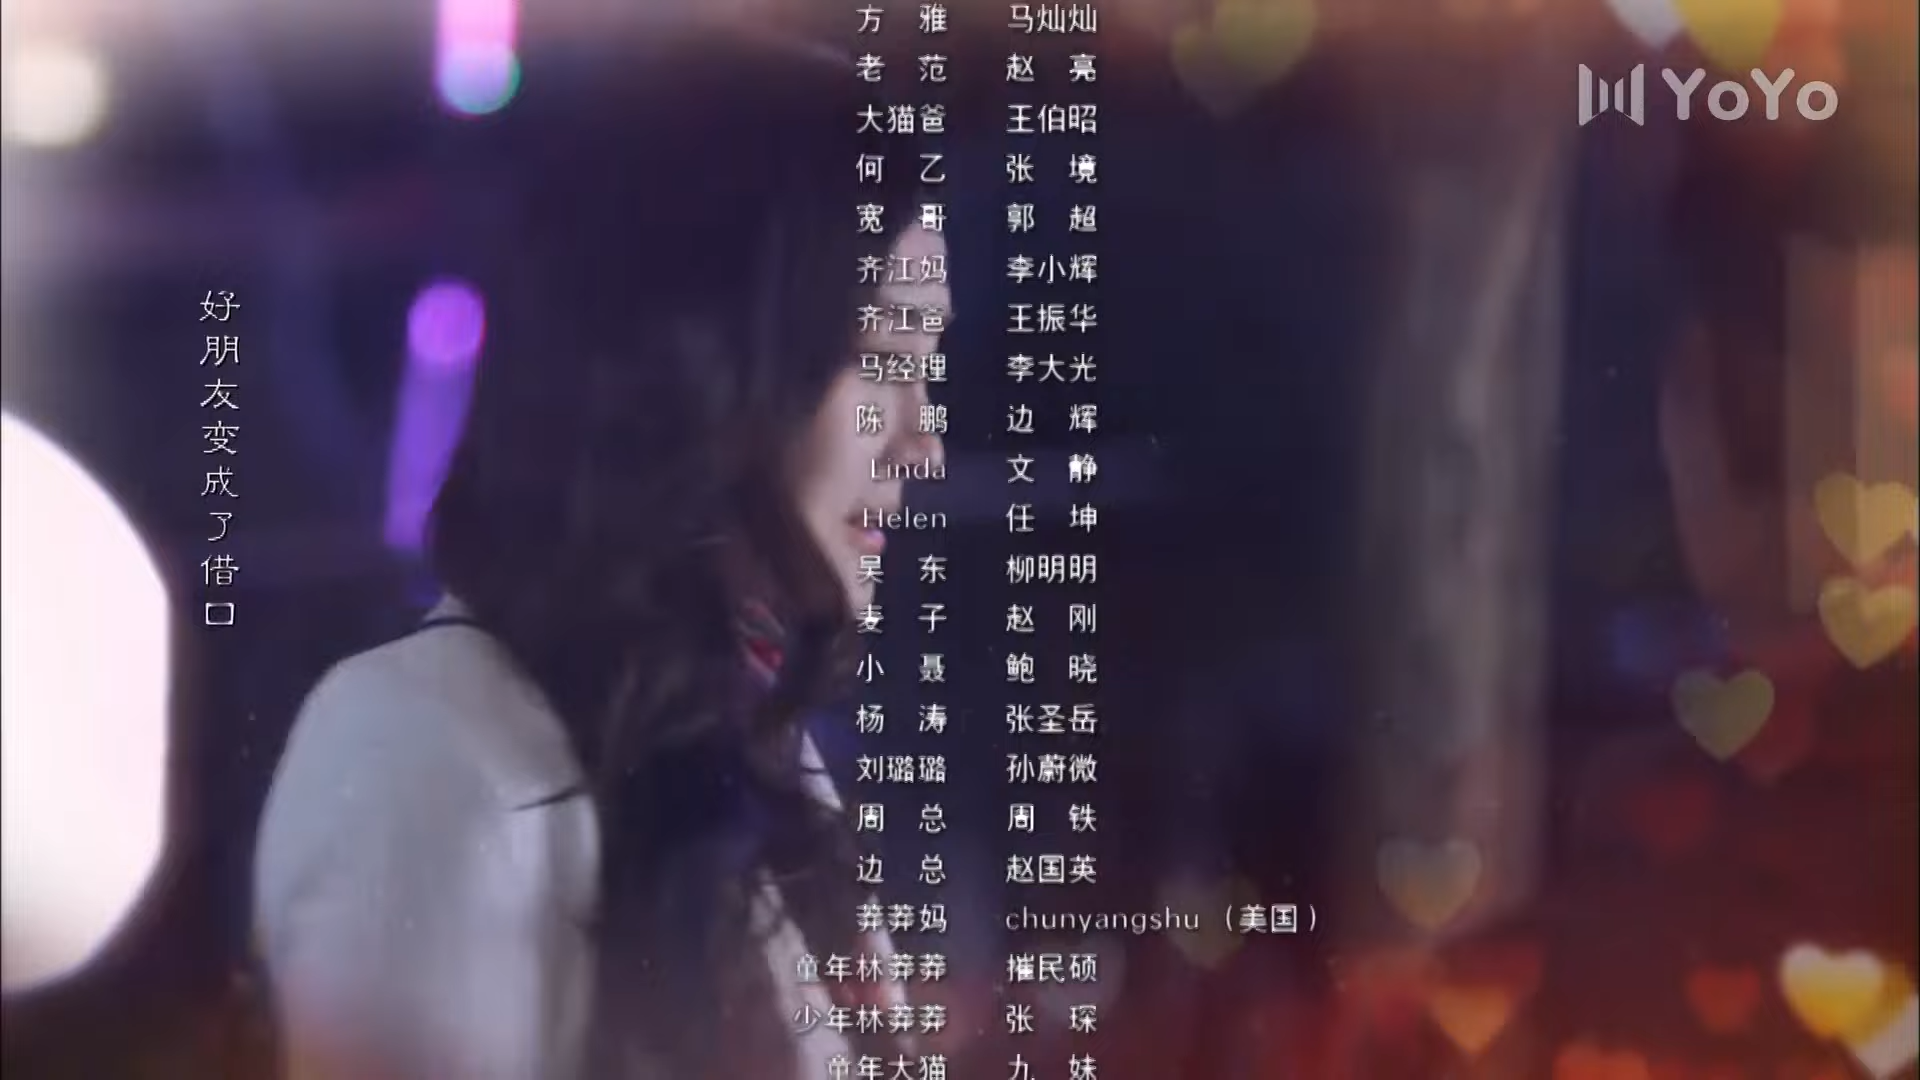 方雅 马灿灿
老范 赵亮
大猫爸 王伯昭
何乙 张境
宽哥 郭超
齐江妈 李小辉
齐江爸 王振华
马经理 李大光
陈鹏 边辉
Linda 文静
Helen 任坤
吴东 柳明明
麦子 赵刚
小聂 鲍晓
杨涛 张圣岳
刘璐璐 孙蔚微
周总 周铁
边总 赵国英
莽莽妈 chunyangshu（美国）
童年林莽莽 摧民硕
少年林莽莽 张琛
童年大猫 九妹
好朋友变成了借口
YoYo